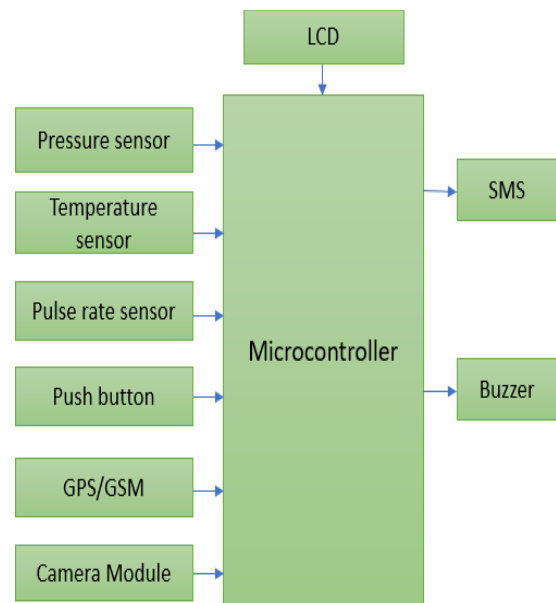 LCD
Pressure sensor
Temperature
sensor
Pulse rate sensor
Push button
GPS/GSM
Camera Module
Microcontroller
SMS
Buzzer